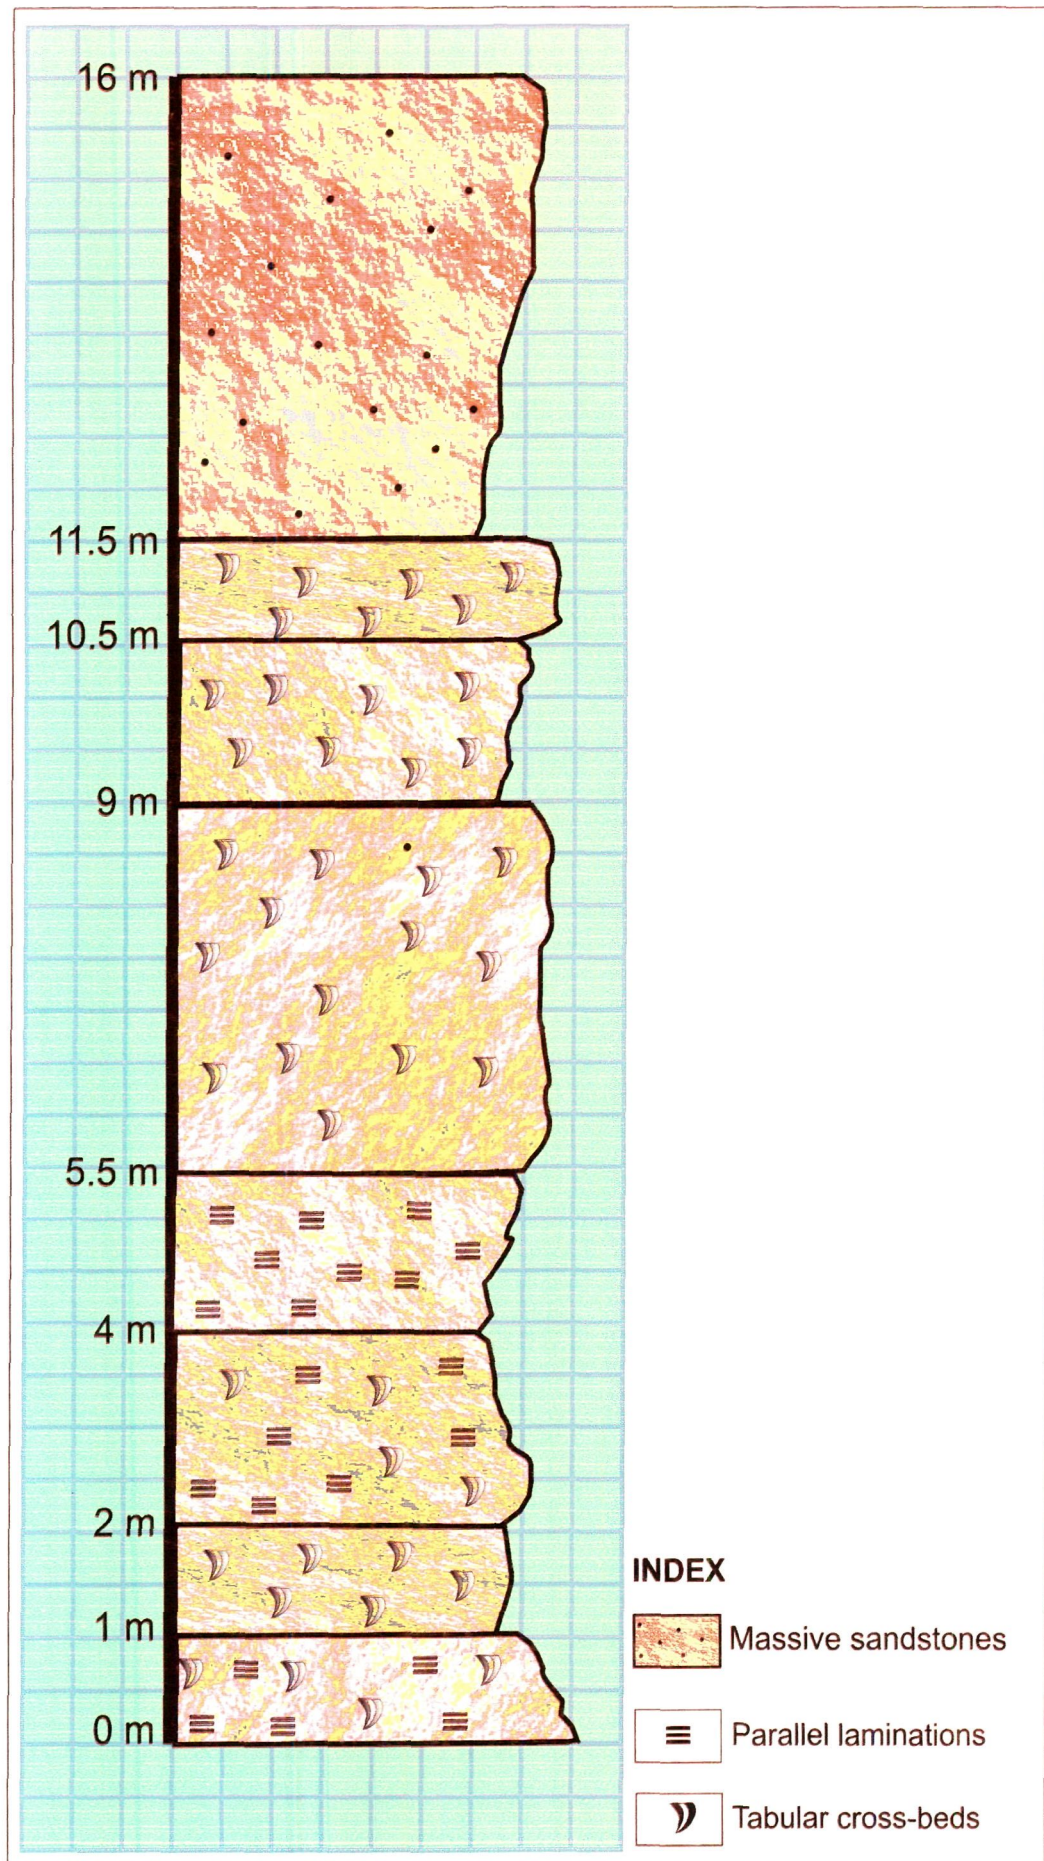 16 m
11.5 m
10.5 m
9 m
5.5 m
4 m
2 m
1 m
0 m
INDEX
Massive sandstones
Parallel laminations
Tabular cross-beds